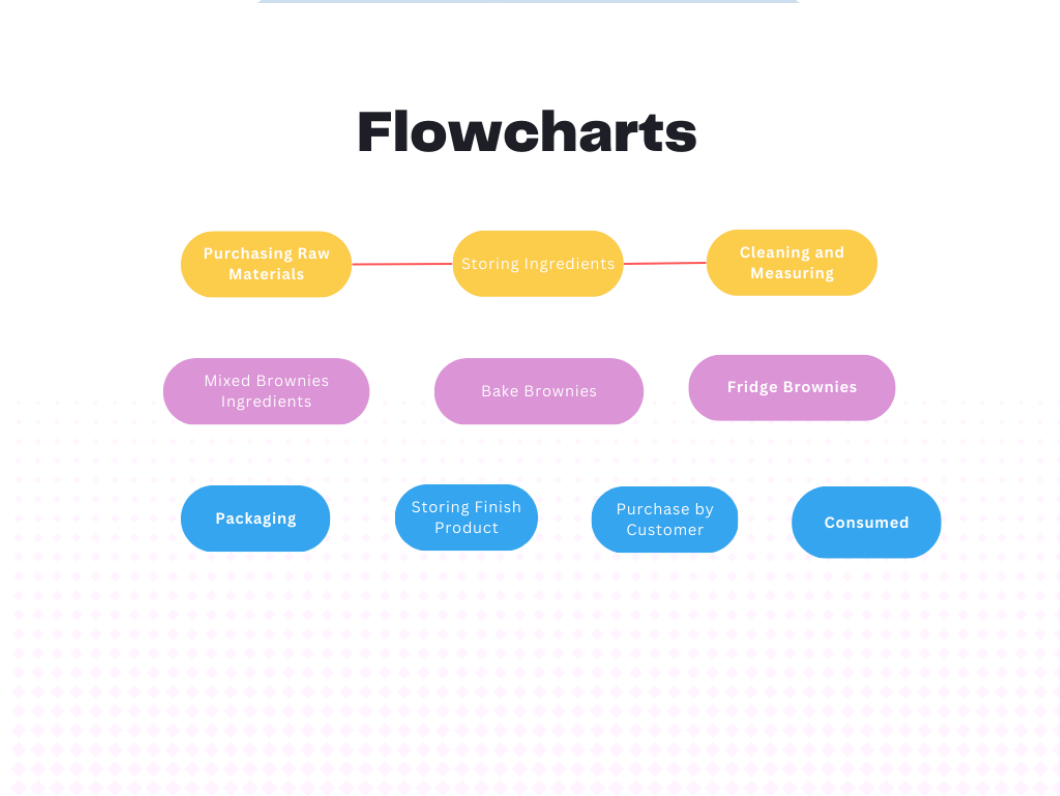 Flowcharts
Purchasing Raw
Materials
Storing Ingredients
Cleaning and
Measuring
Mixed Brownies
Ingredients
Bake Brownies
Fridge Brownies
Packaging
Storing Finish
Product
Purchase by
Customer
Consumed